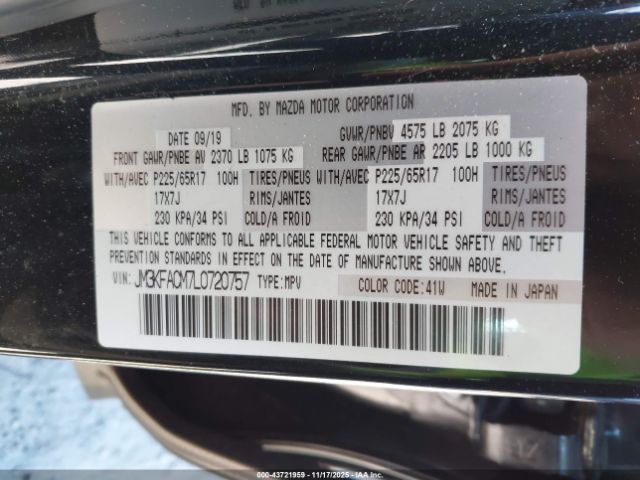 MFD. BY MAZDA MOTOR CORPORATION
DATE 09/19 GVWR/PNBV 4575 LB 2075 KG
FRONT GAWR/PNBE AV 2370 LB 1075 KG REAR GAWR/PNBE AR 2205 LB 1000 KG
WITH/AVEC P225/65R17 100H TIRES/PNEUS WITH/AVEC P225/65R17 100H TIRES/PNEUS
17X7J RIMS/JANTES 17X7J RIMS/JANTES
230 KPA/34 PSI COLD/A FROID 230 KPA/34 PSI COLD/A FROID
THIS VEHICLE CONFORMS TO ALL APPLICABLE FEDERAL MOTOR VEHICLE SAFETY AND THEFT
PREVENTION STANDARDS IN EFFECT ON THE DATE OF MANUFACTURE SHOWN ABOVE.
VIN: JM3KFACM7L0720757 TYPE:MPV COLOR CODE:41W MADE IN JAPAN
© IAA - 43721959 - 11/17/2025 - IAAI.COM